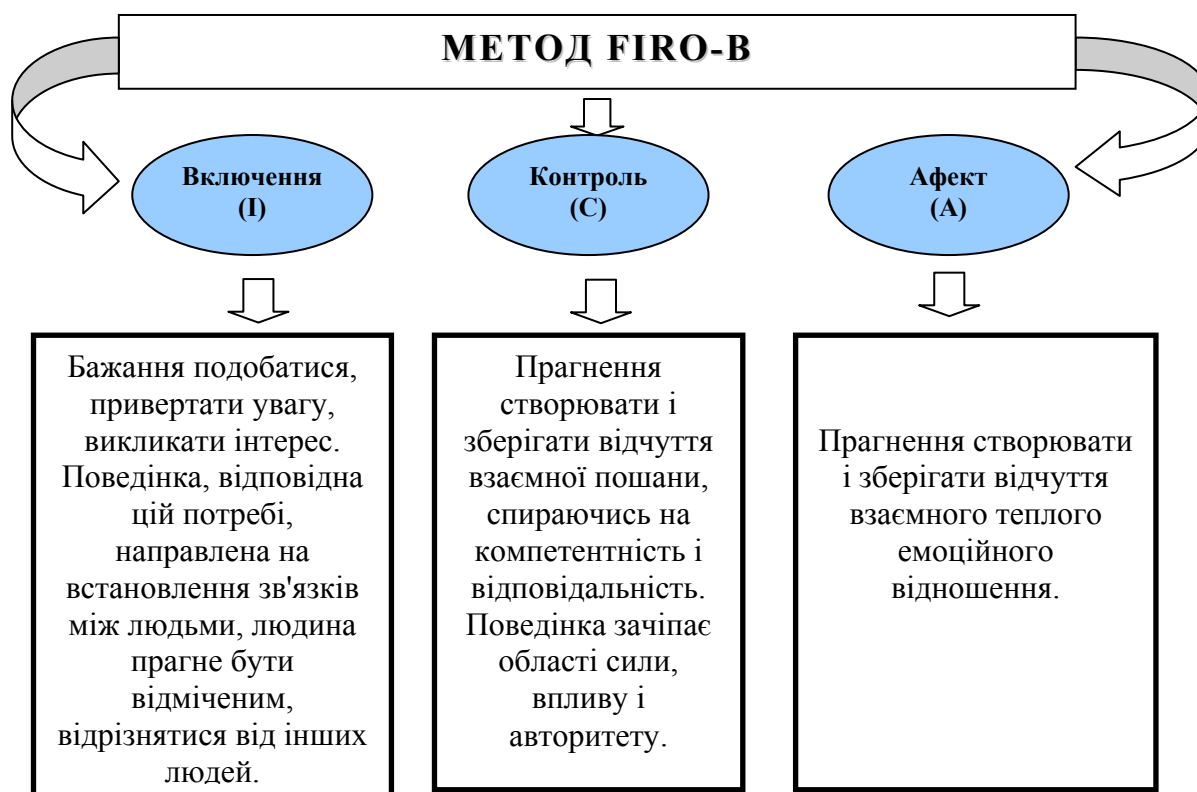 МЕТОД FIRO-B
Включення
(I)
Контроль
(С)
Афект
(А)
Бажання подобатися,
привертати увагу,
викликати інтерес.
Поведінка, відповідна
цій потребі,
направлена на
встановлення зв'язків
між людьми, людина
прагне бути
відміченим,
відрізнятися від інших
людей.
Прагнення
створювати і
зберігати відчуття
взаємної пошани,
спираючись на
компетентність і
відповідальність.
Поведінка зачіпає
області сили,
впливу і
авторитету.
Прагнення створювати
і зберігати відчуття
взаємного теплого
емоційного
відношення.